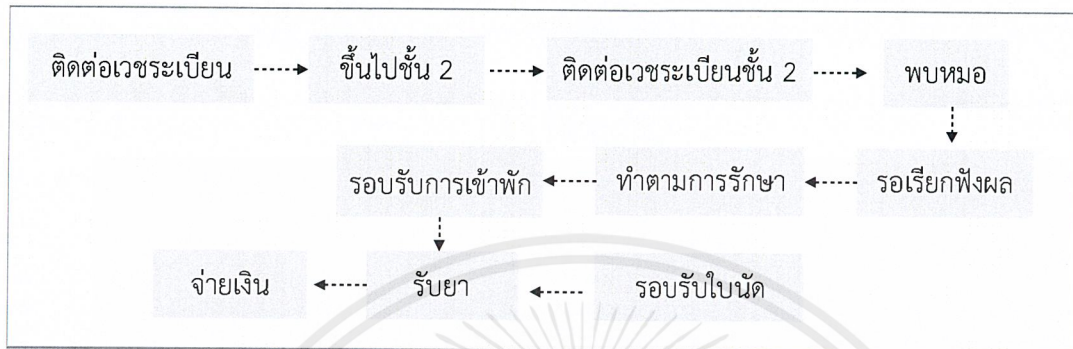 ติดต่อเวชระเบียน ขึ้นไปชั้น 2 ติดต่อเวชระเบียนชั้น 2 พบหมอ
รอบรับการเข้าพัก ทำตามการรักษา รอเรียกฟังผล
จ่ายเงิน รับยา รอบรับใบนัด